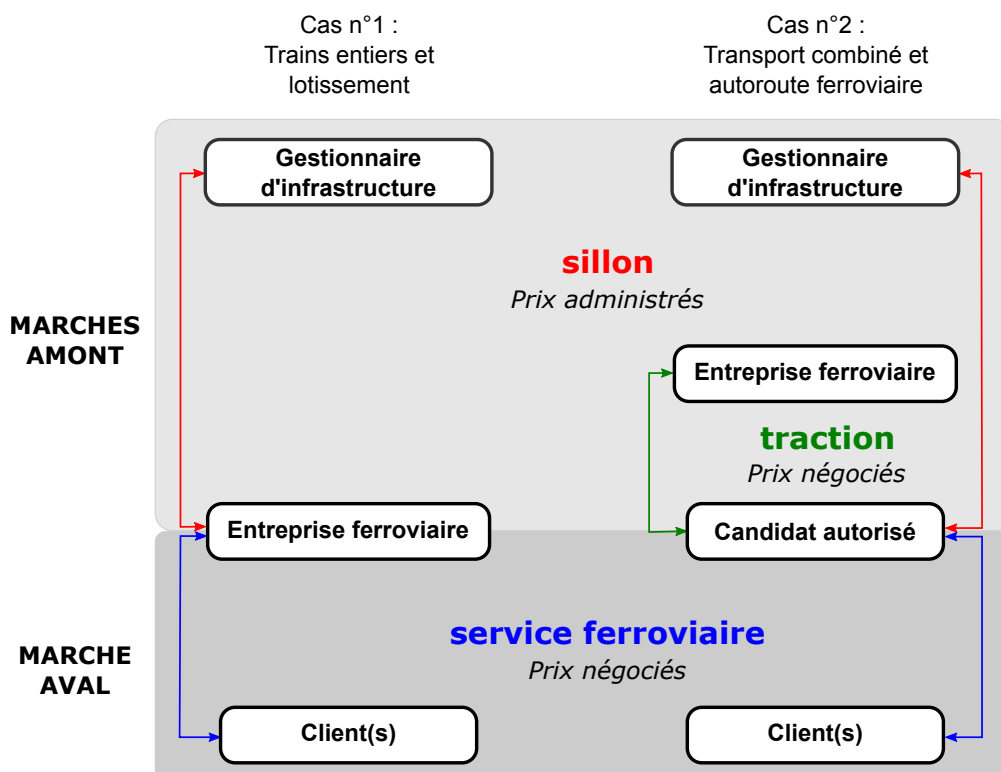 Cas n°1 :
Trains entiers et
lotissement
Cas n°2 :
Transport combiné et
autoroute ferroviaire
Gestionnaire
d'infrastructure
Gestionnaire
d'infrastructure
sillon
Prix administrés
MARCHES
AMONT
Entreprise ferroviaire
traction
Prix négociés
Entreprise ferroviaire
Candidat autorisé
service ferroviaire
Prix négociés
MARCHE
AVAL
Client(s)
Client(s)